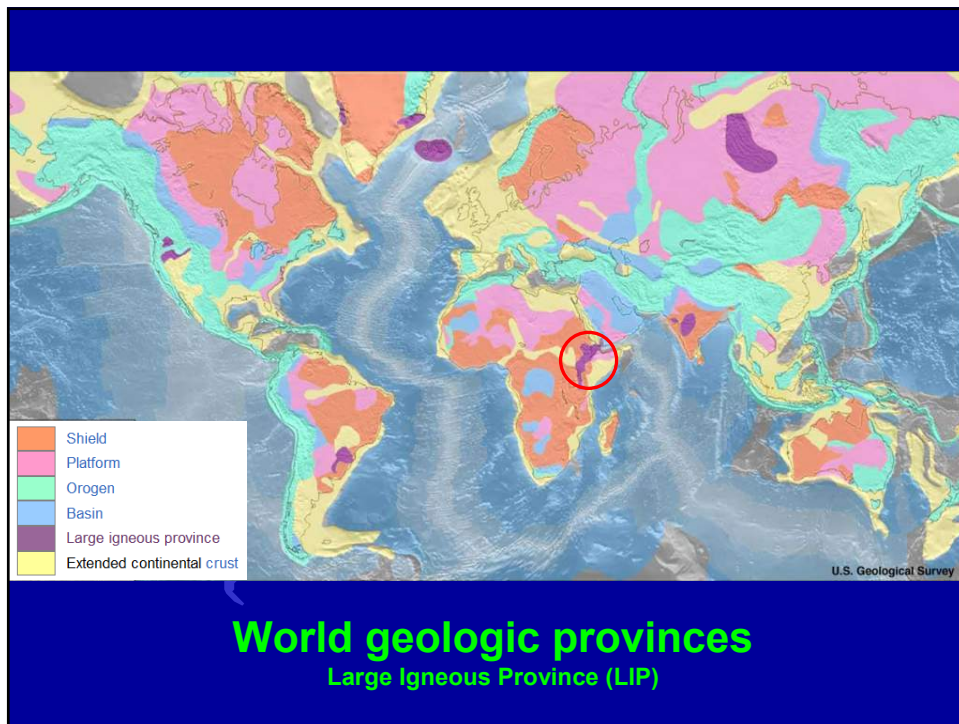 Shield
Platform
Orogen
Basin
Large igneous province
Extended continental crust
U.S. Geological Survey
World geologic provinces
Large Igneous Province (LIP)